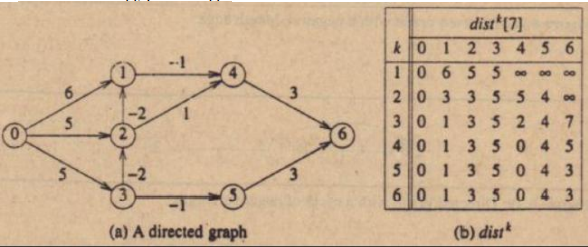 6
5
5
-1
-2
1
-2
-1
3
3
0
1
2
3
4
5
6
(a) A directed graph
dist^k[7]
k 0 1 2 3 4 5 6
1 0 6 5 5 ∞ ∞ ∞
2 0 3 3 5 5 4 ∞
3 0 1 3 5 2 4 7
4 0 1 3 5 0 4 5
5 0 1 3 5 0 4 3
6 0 1 3 5 0 4 3
(b) dist^k